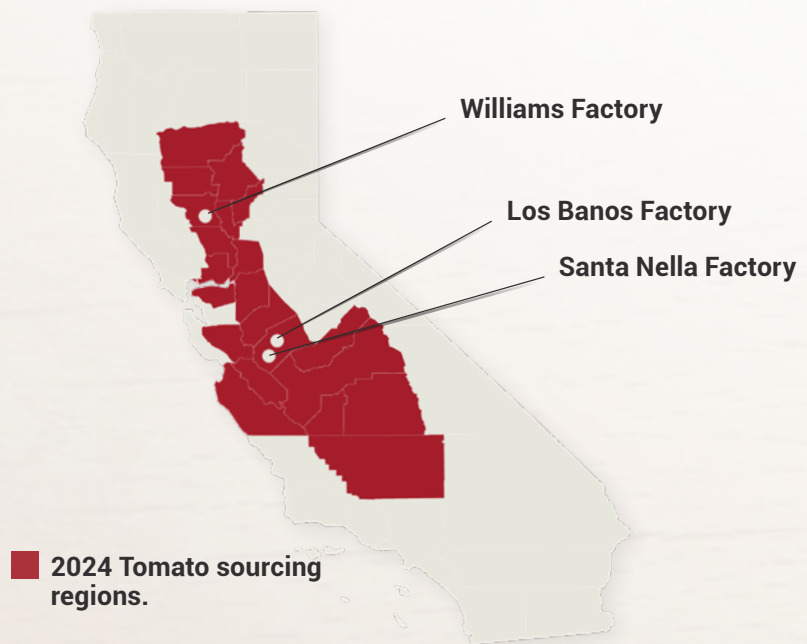 Williams Factory
Los Banos Factory
Santa Nella Factory
2024 Tomato sourcing
regions.